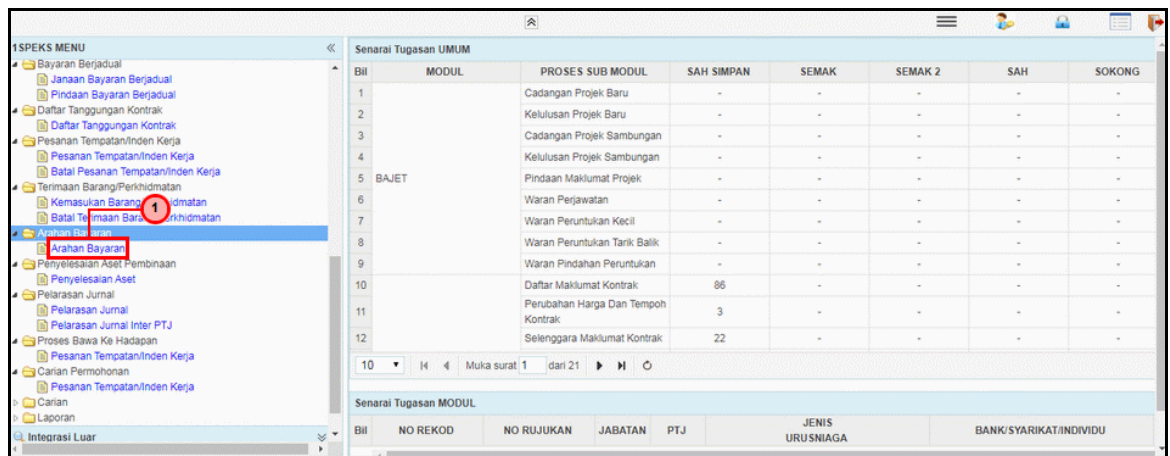 1SPEKS MENU
Bayaran Berjadual
Janaan Bayaran Berjadual
Pindaan Bayaran Berjadual
Daftar Tanggungan Kontrak
Daftar Tanggungan Kontrak
Pesanan Tempatan/Inden Kerja
Pesanan Tempatan/Inden Kerja
Batal Pesanan Tempatan/Inden Kerja
Terimaan Barang/Perkhidmatan
Kemasukan Barang idmatan
1
Batal Terimaan Bara rkhidmatan
Arahan Bayaran
Arahan Bayaran
Penyelesaian Aset Pembinaan
Penyelesaian Aset
Pelarasan Jurnal
Pelarasan Jurnal
Pelarasan Jurnal Inter PTJ
Proses Bawa Ke Hadapan
Pesanan Tempatan/Inden Kerja
Carian Permohonan
Pesanan Tempatan/Inden Kerja
Carian
Laporan
Integrasi Luar
Senarai Tugasan UMUM
Bil MODUL PROSES SUB MODUL SAH SIMPAN SEMAK SEMAK 2 SAH SOKONG
1 Cadangan Projek Baru - - - - -
2 Kelulusan Projek Baru - - - - -
3 Cadangan Projek Sambungan - - - - -
4 Kelulusan Projek Sambungan - - - - -
5 BAJET Pindaan Maklumat Projek - - - - -
6 Waran Perjawatan - - - - -
7 Waran Peruntukan Kecil - - - - -
8 Waran Peruntukan Tarik Balik - - - - -
9 Waran Pindahan Peruntukan - - - - -
10 Daftar Maklumat Kontrak 86 - - - -
11 Perubahan Harga Dan Tempoh Kontrak 3 - - - -
12 Selenggara Maklumat Kontrak 22 - - - -
10 Muka surat 1 dari 21
Senarai Tugasan MODUL
Bil NO REKOD NO RUJUKAN JABATAN PTJ JENIS URUSNIAGA BANK/SYARIKAT/INDIVIDU